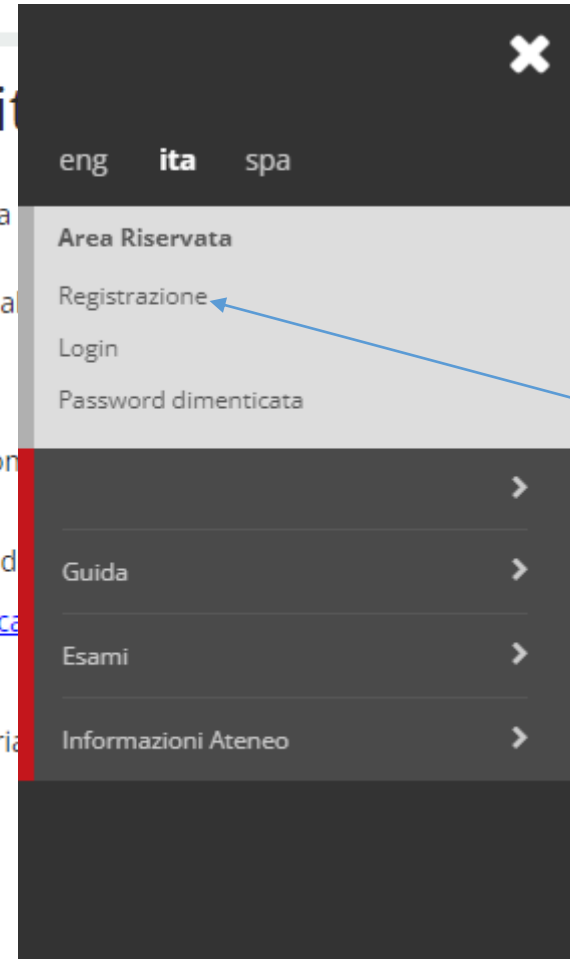 eng ita spa
Area Riservata
Registrazione
Login
Password dimenticata
Guida
Esami
Informazioni Ateneo